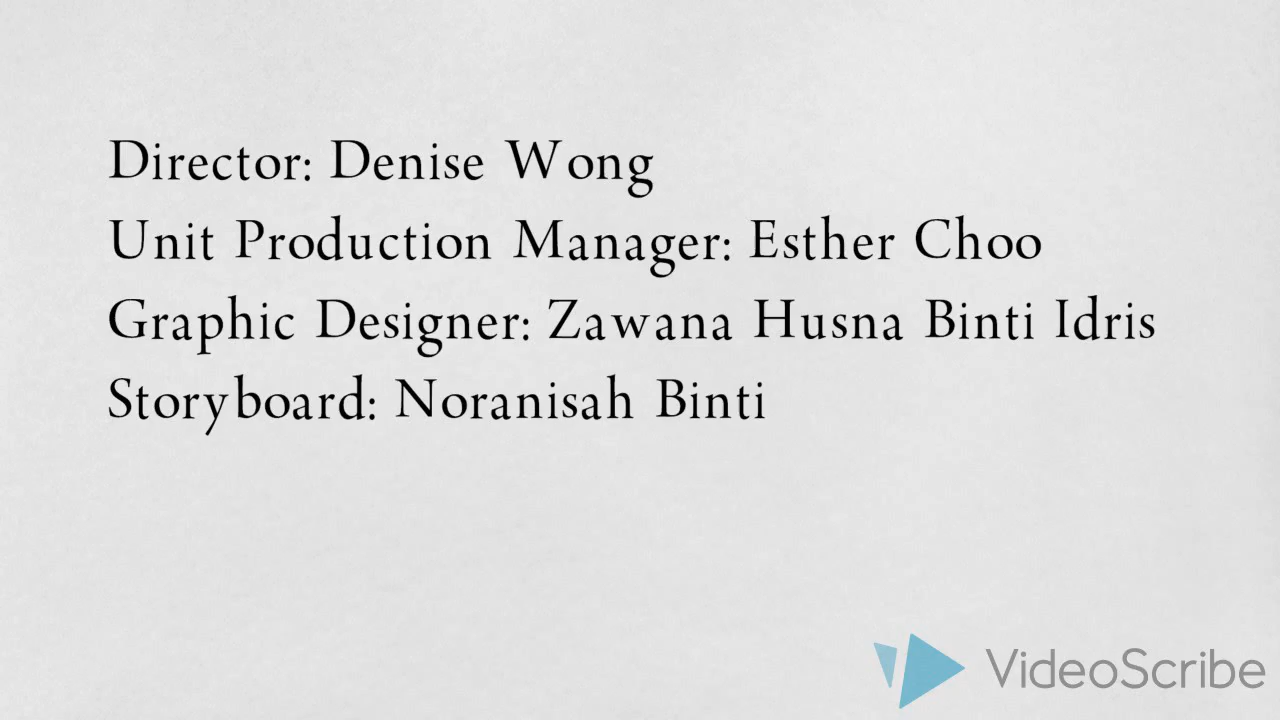 Director: Denise Wong
Unit Production Manager: Esther Choo
Graphic Designer: Zawana Husna Binti Idris
Storyboard: Noranisah Binti
VideoScribe